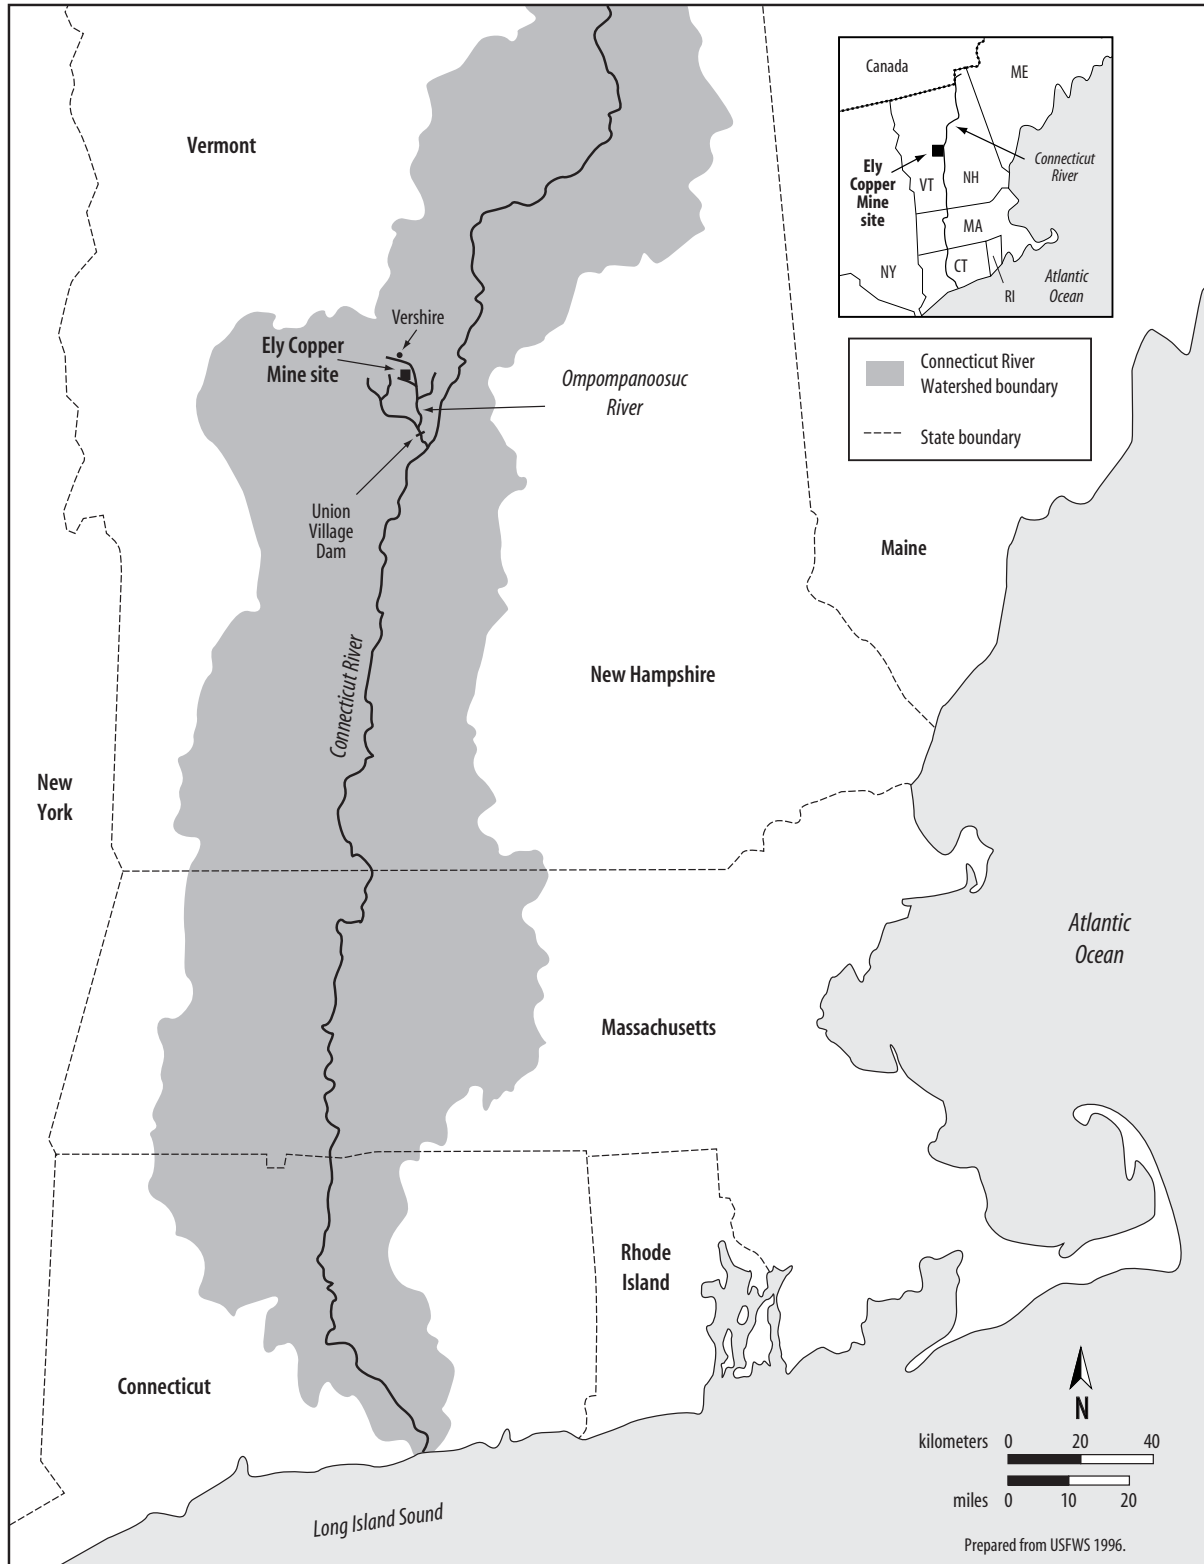 Canada
ME
Connecticut
River
Ely
Copper
Mine
site
VT
NH
MA
NY
CT
RI
Atlantic
Ocean
Vermont
Vershire
Ely Copper
Mine site
Ompompanoosuc
River
Connecticut River
Watershed boundary
State boundary
Union
Village
Dam
Maine
Connecticut River
New Hampshire
New
York
Atlantic
Ocean
Massachusetts
Rhode
Island
Connecticut
N
kilometers 0 20 40
miles 0 10 20
Long Island Sound
Prepared from USFWS 1996.